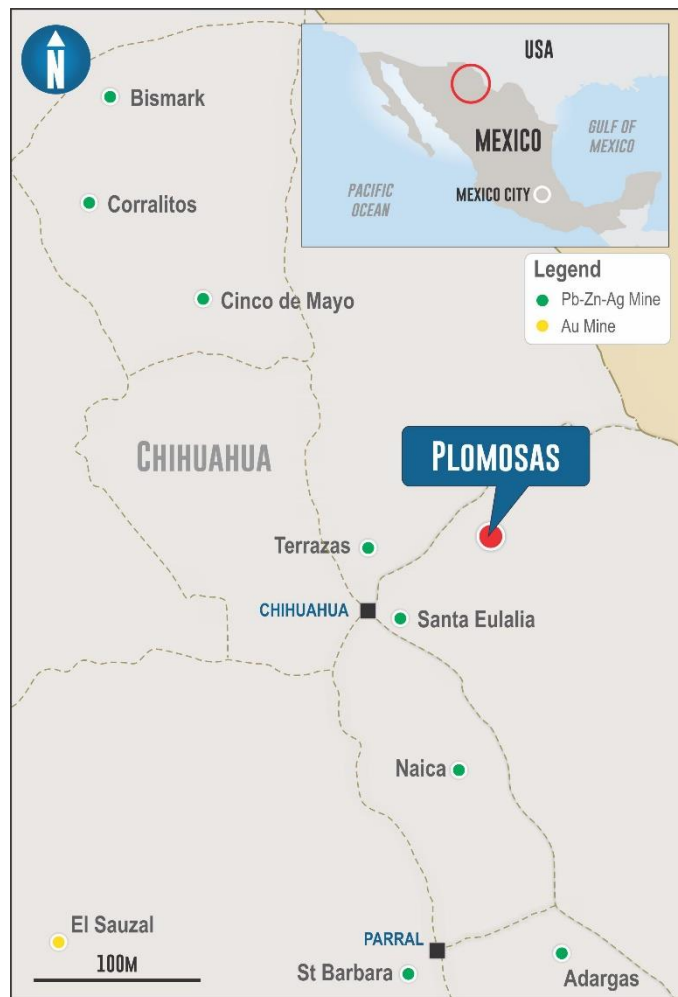 N
Bismark
Corralitos
Cinco de Mayo
USA
MEXICO
GULF OF
MEXICO
PACIFIC
OCEAN
MEXICO CITY
Legend
Pb-Zn-Ag Mine
Au Mine
CHIHUAHUA
PLOMOSAS
Terrazas
CHIHUAHUA
Santa Eulalia
Naica
El Sauzal
100M
PARRAL
St Barbara
Adargas